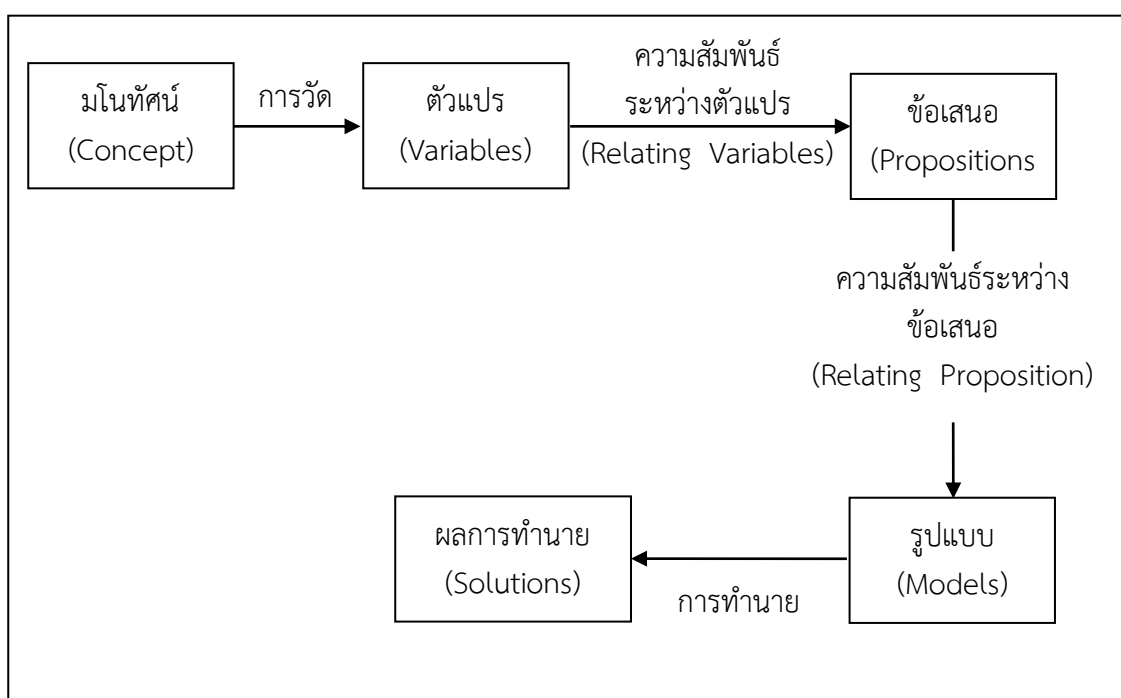 มโนทัศน์
(Concept)
การวัด
ตัวแปร
(Variables)
ความสัมพันธ์
ระหว่างตัวแปร
(Relating Variables)
ข้อเสนอ
(Propositions
ความสัมพันธ์ระหว่าง
ข้อเสนอ
(Relating Proposition)
รูปแบบ
(Models)
การทำนาย
ผลการทำนาย
(Solutions)